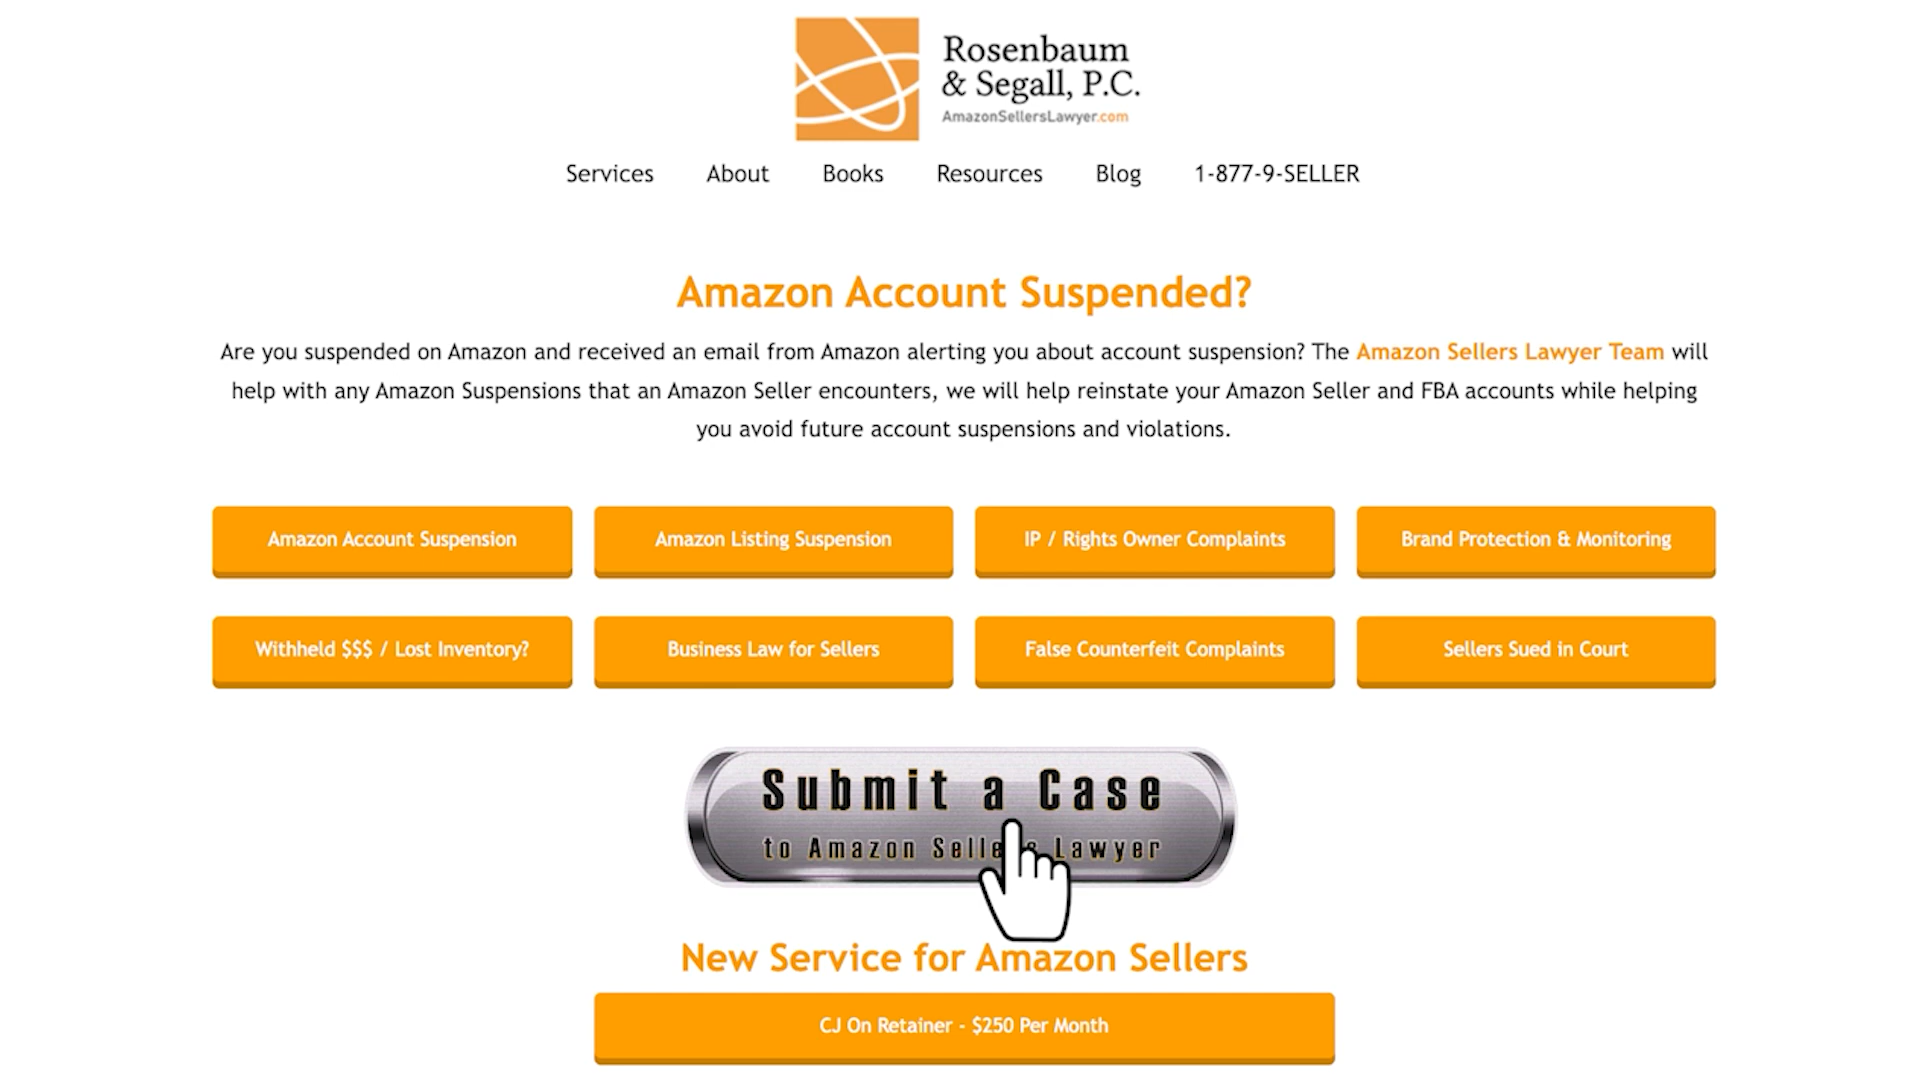 Rosenbaum
& Segall, P.C.
AmazonSellersLawyer.com
Services About Books Resources Blog 1-877-9-SELLER
Amazon Account Suspended?
Are you suspended on Amazon and received an email from Amazon alerting you about account suspension? The Amazon Sellers Lawyer Team will
help with any Amazon Suspensions that an Amazon Seller encounters, we will help reinstate your Amazon Seller and FBA accounts while helping
you avoid future account suspensions and violations.
Amazon Account Suspension Amazon Listing Suspension IP / Rights Owner Complaints Brand Protection & Monitoring
Withheld $$$ / Lost Inventory? Business Law for Sellers False Counterfeit Complaints Sellers Sued in Court
Submit a Case
to Amazon Sellers Lawyer
New Service for Amazon Sellers
CJ On Retainer - $250 Per Month